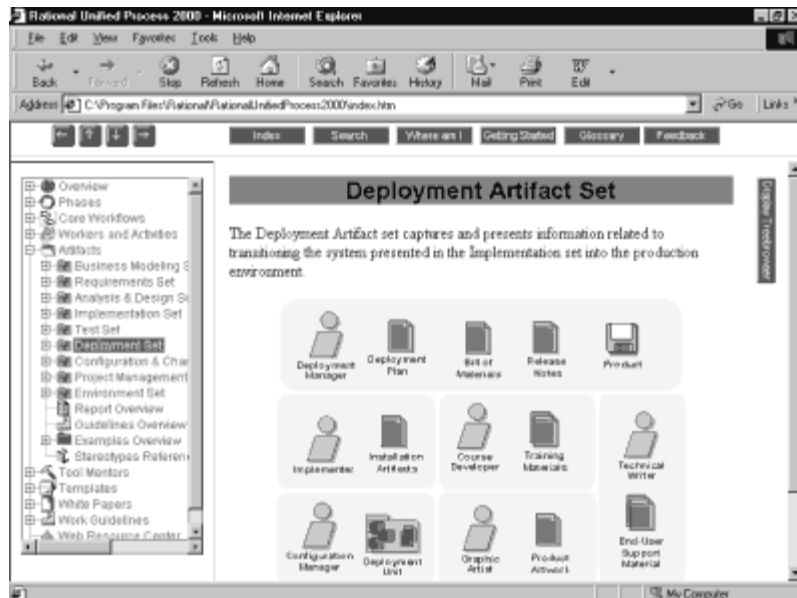 Rational Unified Process 2000 - Microsoft Internet Explorer
File Edit View Favorites Tools Help
Back Forward Stop Refresh Home Search Favorites History Mail Print Edit
Address C:\Program Files\Rational\RationalUnifiedProcess2000\index.htm Go Links
Index Search Where am I Getting Started Glossary Feedback
Overview
Phases
Core Workflows
Workers and Activities
Artifacts
Business Modeling S
Requirements Set
Analysis & Design Se
Implementation Set
Test Set
Deployment Set
Configuration & Chan
Project Management
Environment Set
Report Overview
Guidelines Overview
Examples Overview
Stereotypes Referen
Tool Mentors
Templates
White Papers
Work Guidelines
Web Resource Center
Deployment Artifact Set
Display Treebrowser
The Deployment Artifact set captures and presents information related to
transitioning the system presented in the Implementation set into the production
environment.
Deployment
Manager
Deployment
Plan
Bill of
Materials
Release
Notes
Product
Implementer
Installation
Artifacts
Course
Developer
Training
Materials
Technical
Writer
Configuration
Manager
Deployment
Unit
Graphic
Artist
Product
Artwork
End-User
Support
Material
My Computer